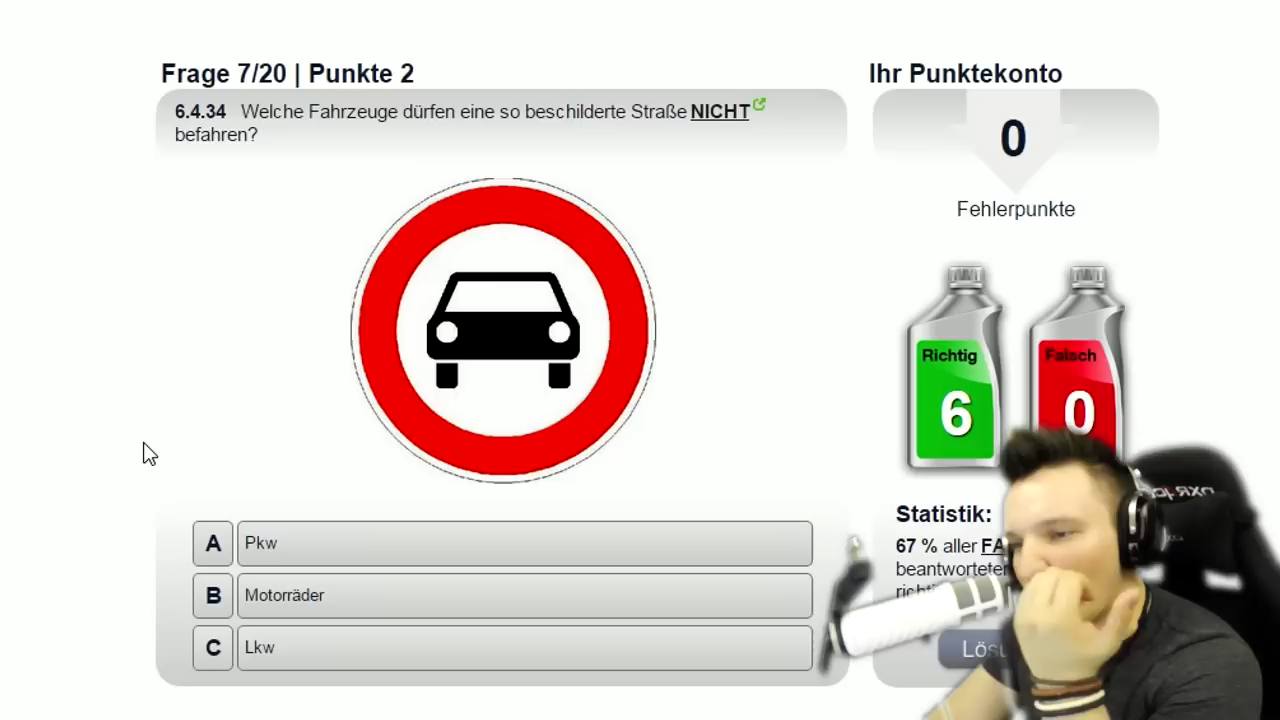 Frage 7/20 | Punkte 2
6.4.34 Welche Fahrzeuge dürfen eine so beschilderte Straße NICHT
befahren?
A Pkw
B Motorräder
C Lkw
Ihr Punktekonto
0
Fehlerpunkte
Richtig
6
Falsch
0
Statistik:
67 % aller